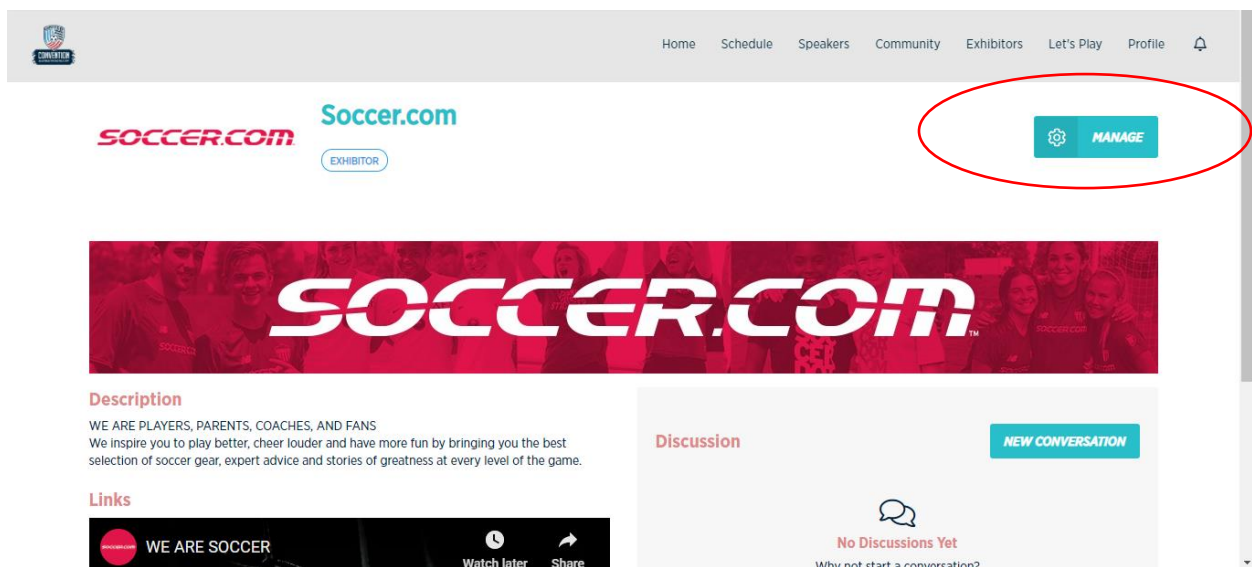 CONVENTION
Home Schedule Speakers Community Exhibitors Let's Play Profile
SOCCER.COM
Soccer.com
EXHIBITOR
MANAGE
SOCCER.COM™
Description
WE ARE PLAYERS, PARENTS, COACHES, AND FANS
We inspire you to play better, cheer louder and have more fun by bringing you the best
selection of soccer gear, expert advice and stories of greatness at every level of the game.
Discussion
NEW CONVERSATION
Links
WE ARE SOCCER
Watch later Share
No Discussions Yet
Why not start a conversation?